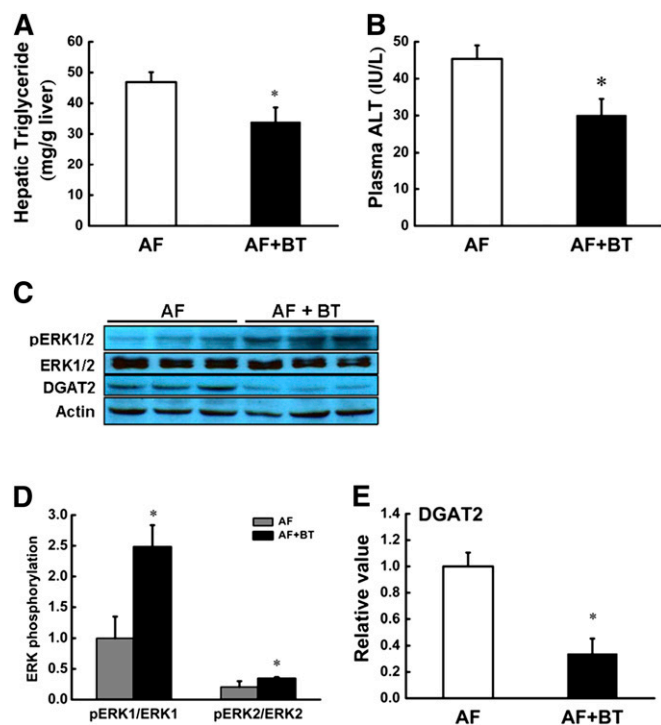 A
Hepatic Triglyceride
(mg/g liver)
60
50
40
30
20
10
0
*
AF
AF+BT
B
Plasma ALT (IU/L)
50
40
30
20
10
0
*
AF
AF+BT
C
AF
AF + BT
pERK1/2
ERK1/2
DGAT2
Actin
D
ERK phosphorylation
3.0
2.5
2.0
1.5
1.0
0.5
0.0
*
*
AF
AF+BT
pERK1/ERK1
pERK2/ERK2
E
DGAT2
Relative value
1.4
1.2
1.0
0.8
0.6
0.4
0.2
0
*
AF
AF+BT